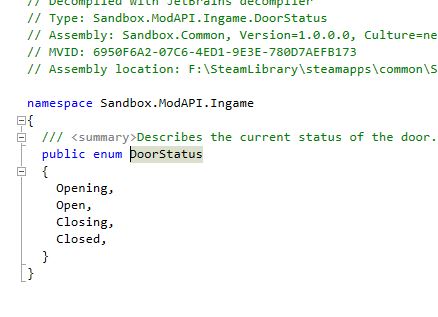 // Decompiled with JetBrains decompiler
// Type: Sandbox.ModAPI.Ingame.DoorStatus
// Assembly: Sandbox.Common, Version=1.0.0.0, Culture=ne
// MVID: 6950F6A2-07C6-4ED1-9E3E-780D7AEFB173
// Assembly location: F:\SteamLibrary\steamapps\common\S
namespace Sandbox.ModAPI.Ingame
{
/// <summary>Describes the current status of the door.
public enum DoorStatus
{
Opening,
Open,
Closing,
Closed,
}
}